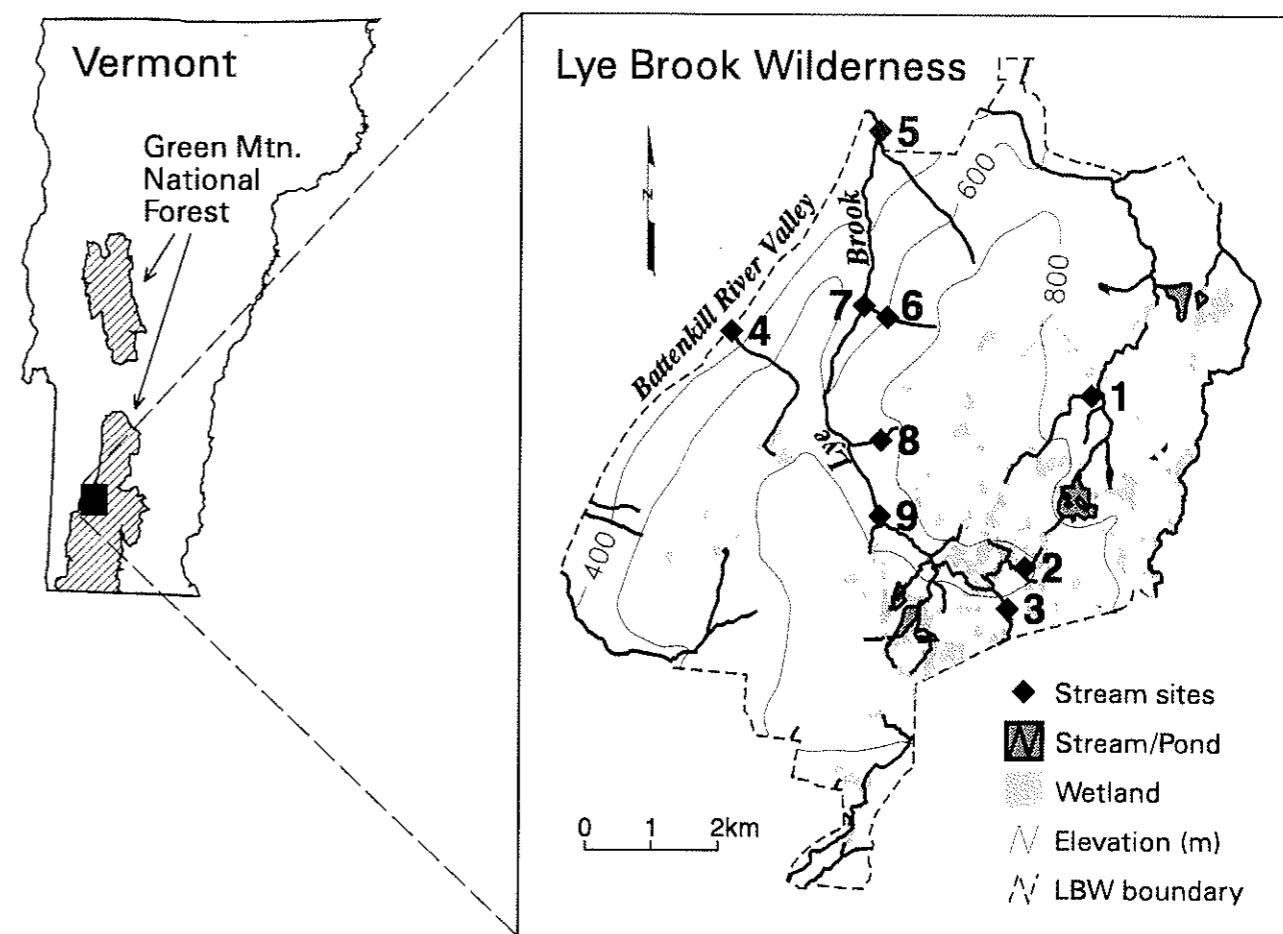 Vermont
Green Mtn.
National
Forest
Lye Brook Wilderness
N
5
600
Brook
Battenkill River Valley
800
7
6
4
1
Lye
8
9
400
2
3
Stream sites
Stream/Pond
Wetland
Elevation (m)
LBW boundary
0 1 2km